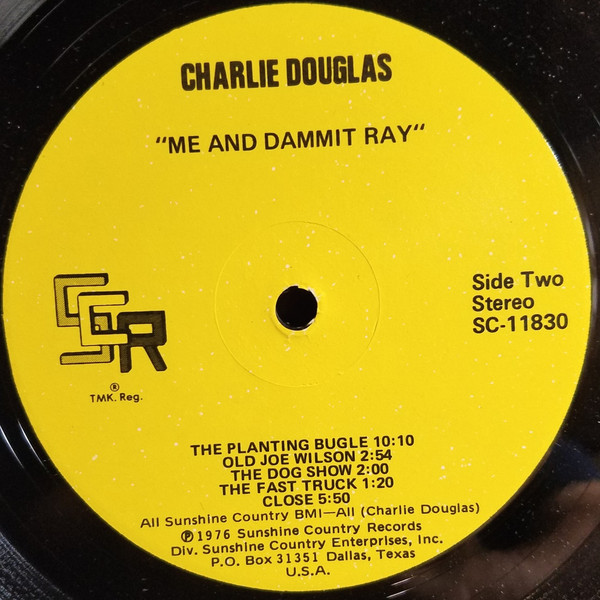 CHARLIE DOUGLAS
"ME AND DAMMIT RAY"
SCR
®
TMK. Reg.
Side Two
Stereo
SC-11830
THE PLANTING BUGLE 10:10
OLD JOE WILSON 2:54
THE DOG SHOW 2:00
THE FAST TRUCK 1:20
CLOSE 5:50
All Sunshine Country BMI—All (Charlie Douglas)
℗1976 Sunshine Country Records
Div. Sunshine Country Enterprises, Inc.
P.O. Box 31351 Dallas, Texas
U.S.A.